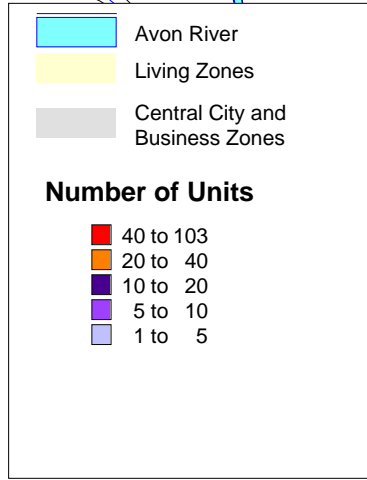 Avon River
Living Zones
Central City and
Business Zones
Number of Units
40 to 103
20 to 40
10 to 20
5 to 10
1 to 5